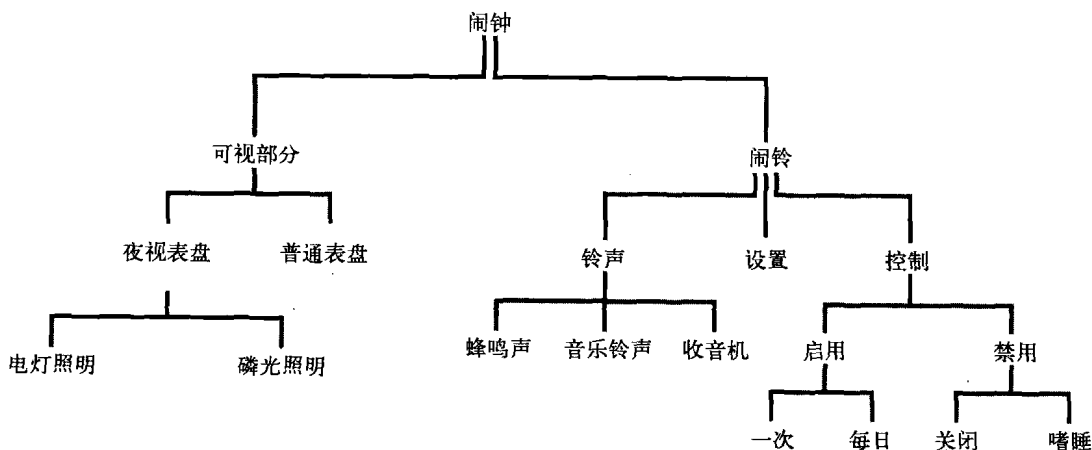 闹钟
可视部分
闹铃
夜视表盘
普通表盘
铃声
设置
控制
电灯照明
磷光照明
蜂鸣声
音乐铃声
收音机
启用
禁用
一次
每日
关闭
嗜睡